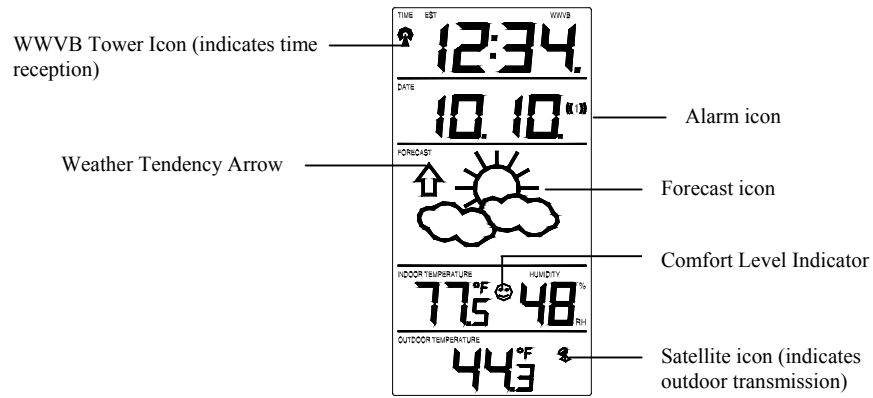 TIME EST WWVB
WWVB Tower Icon (indicates time
reception)
12:34.
DATE
10. 10. ((1))
Alarm icon
FORECAST
Weather Tendency Arrow
Forecast icon
Comfort Level Indicator
INDOOR TEMPERATURE HUMIDITY
77.5 °F 48 %
RH
OUTDOOR TEMPERATURE
44.3 °F
Satellite icon (indicates
outdoor transmission)